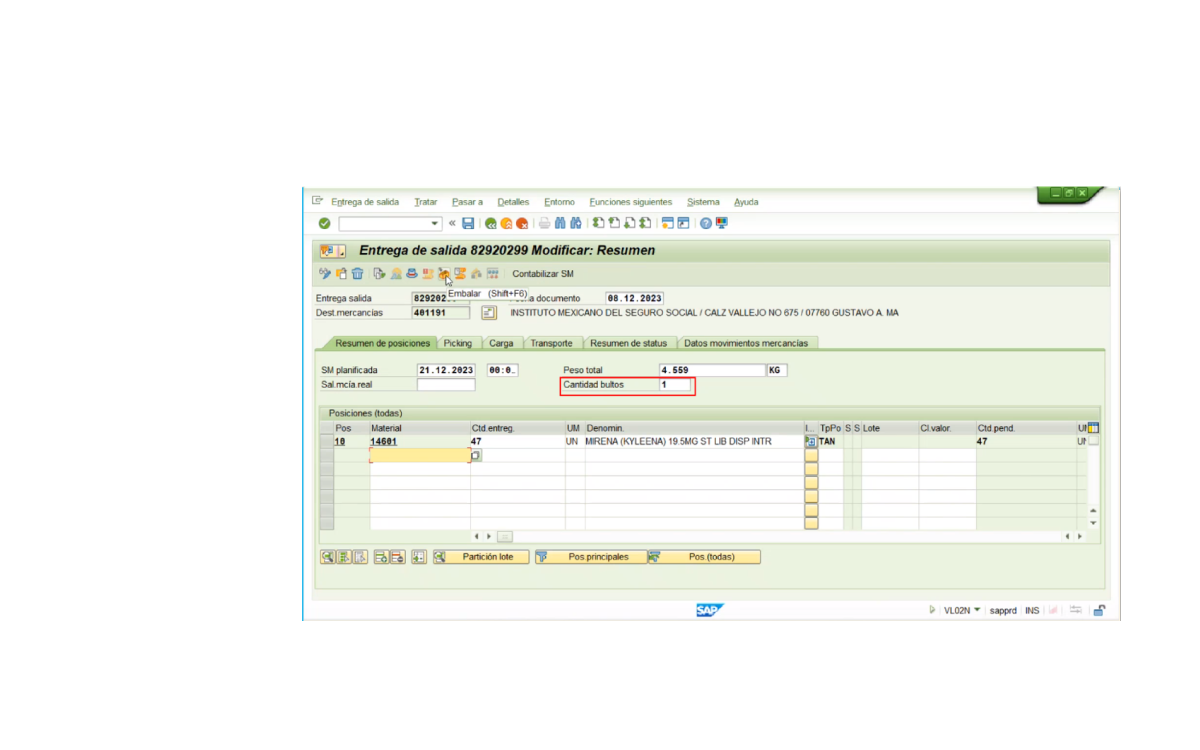 Entrega de salida Tratar Pasar a Detalles Entorno Funciones siguientes Sistema Ayuda
Entrega de salida 82920299 Modificar: Resumen
Contabilizar SM
Embalar (Shift+F6)
Entrega salida 829202 a documento 08.12.2023
Dest.mercancías 401191 INSTITUTO MEXICANO DEL SEGURO SOCIAL / CALZ VALLEJO NO 675 / 07760 GUSTAVO A. MA
Resumen de posiciones Picking Carga Transporte Resumen de status Datos movimientos mercancías
SM planificada 21.12.2023 00:0.. Peso total 4.559 KG
Sal.mcía.real Cantidad bultos 1
Posiciones (todas)
Pos Material Ctd.entreg. UM Denomin. I... TpPo S S Lote Cl.valor. Ctd.pend. UM
10 14601 47 UN MIRENA (KYLEENA) 19.5MG ST LIB DISP INTR TAN 47 UN
Partición lote Pos.principales Pos.(todas)
SAP VL02N sapprd INS